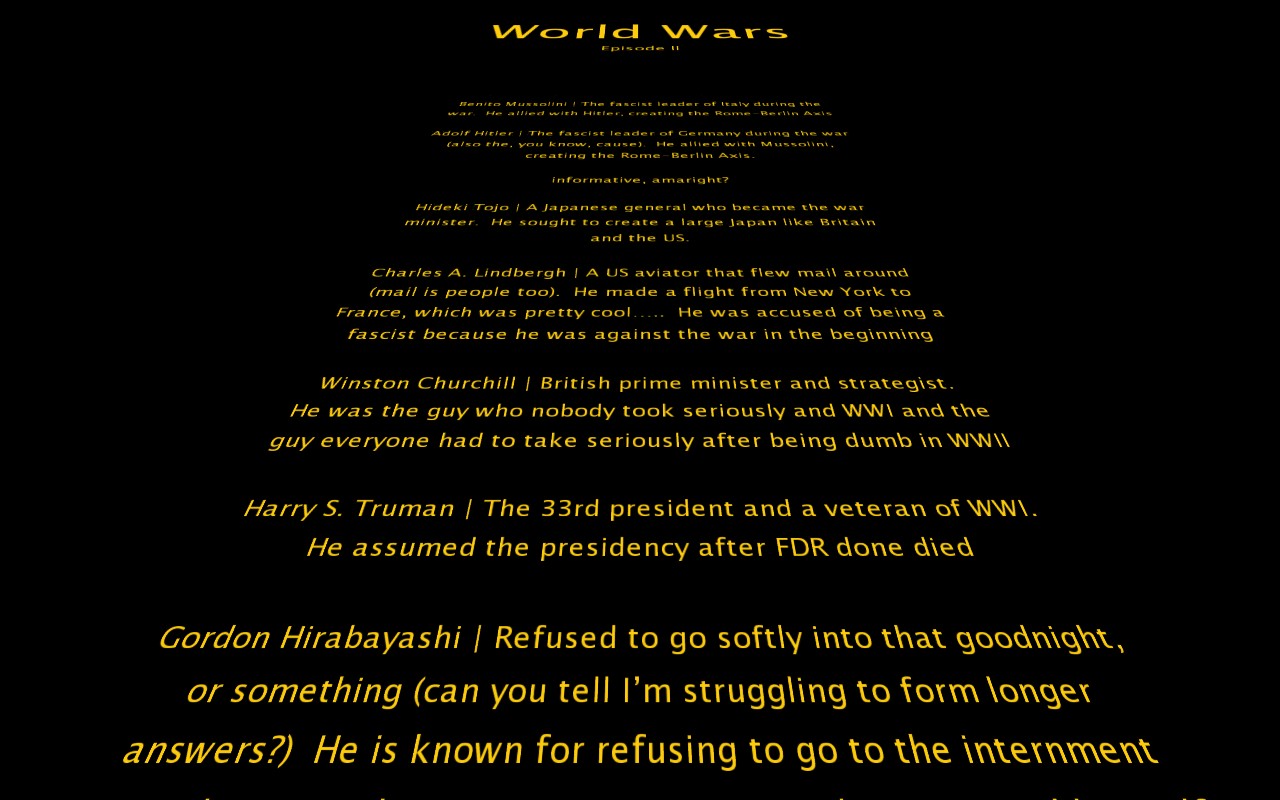 World Wars
Episode II
Benito Mussolini | The fascist leader of Italy during the
war.  He allied with Hitler, creating the Rome-Berlin Axis
Adolf Hitler | The fascist leader of Germany during the war
(also the, you know, cause).  He allied with Mussolini,
creating the Rome-Berlin Axis.
informative, amaright?
Hideki Tojo | A Japanese general who became the war
minister.  He sought to create a large Japan like Britain
and the US.
Charles A. Lindbergh | A US aviator that flew mail around
(mail is people too).  He made a flight from New York to
France, which was pretty cool.....  He was accused of being a
fascist because he was against the war in the beginning
Winston Churchill | British prime minister and strategist.
He was the guy who nobody took seriously and WWI and the
guy everyone had to take seriously after being dumb in WWII
Harry S. Truman | The 33rd president and a veteran of WWI.
He assumed the presidency after FDR done died
Gordon Hirabayashi | Refused to go softly into that goodnight,
or something (can you tell I’m struggling to form longer
answers?)  He is known for refusing to go to the internment